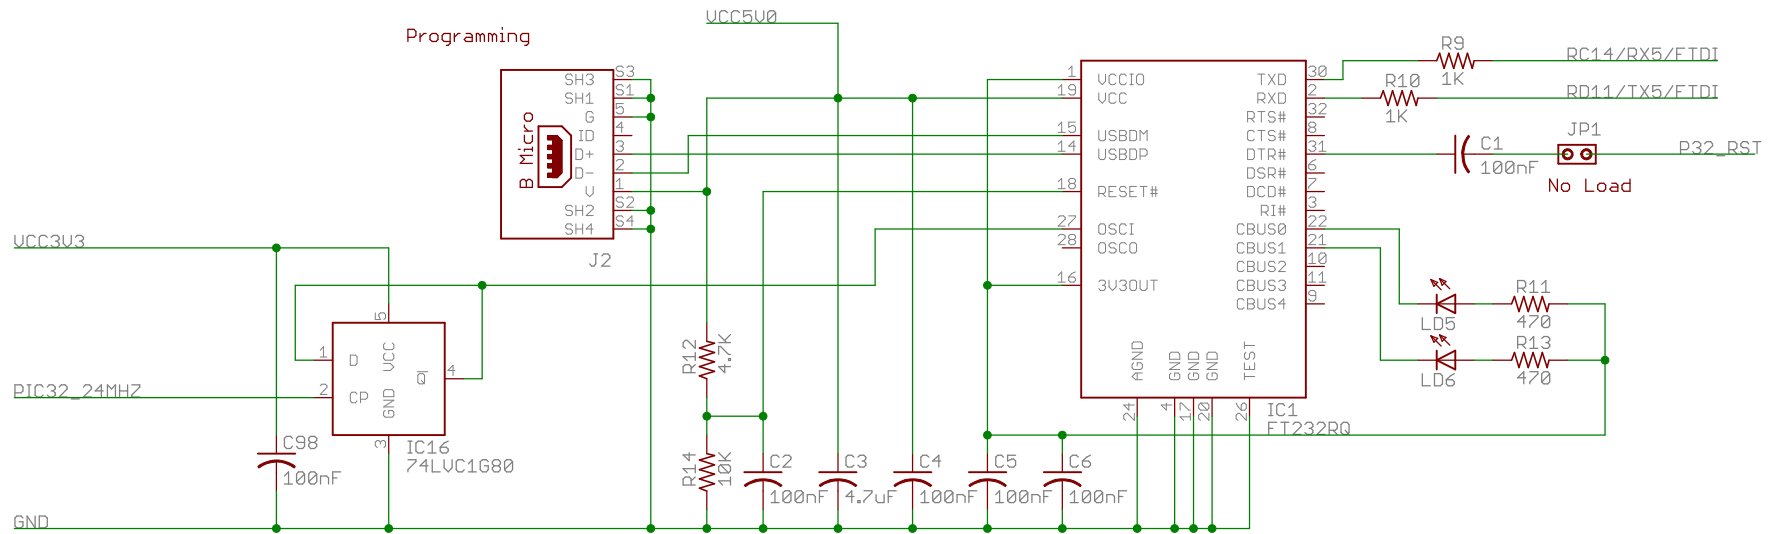 VCC5V0
Programming
R9
RC14/RX5/FTDI
1K
R10
RD11/TX5/FTDI
1K
JP1
C1
P32_RST
100nF
No Load
B Micro
SH3 S3
SH1 S1
G 5
ID 4
D+ 3
D- 2
V 1
SH2 S2
SH4 S4
J2
1 VCCIO
19 VCC
15 USBDM
14 USBDP
18 RESET#
27 OSCI
28 OSCO
16 3V3OUT
TXD 30
RXD 2
RTS# 32
CTS# 8
DTR# 31
DSR# 6
DCD# 7
RI# 3
CBUS0 22
CBUS1 21
CBUS2 10
CBUS3 11
CBUS4 9
AGND 24
GND 4
GND 17
GND 20
TEST 26
IC1
FT232RQ
R11
LD5
470
R13
LD6
470
VCC3V3
5
VCC
1 D
Q 4
PIC32_24MHZ
2 CP
GND
3
IC16
74LVC1G80
C98
100nF
R12
4.7K
R14
10K
C2
100nF
C3
4.7uF
C4
100nF
C5
100nF
C6
100nF
GND